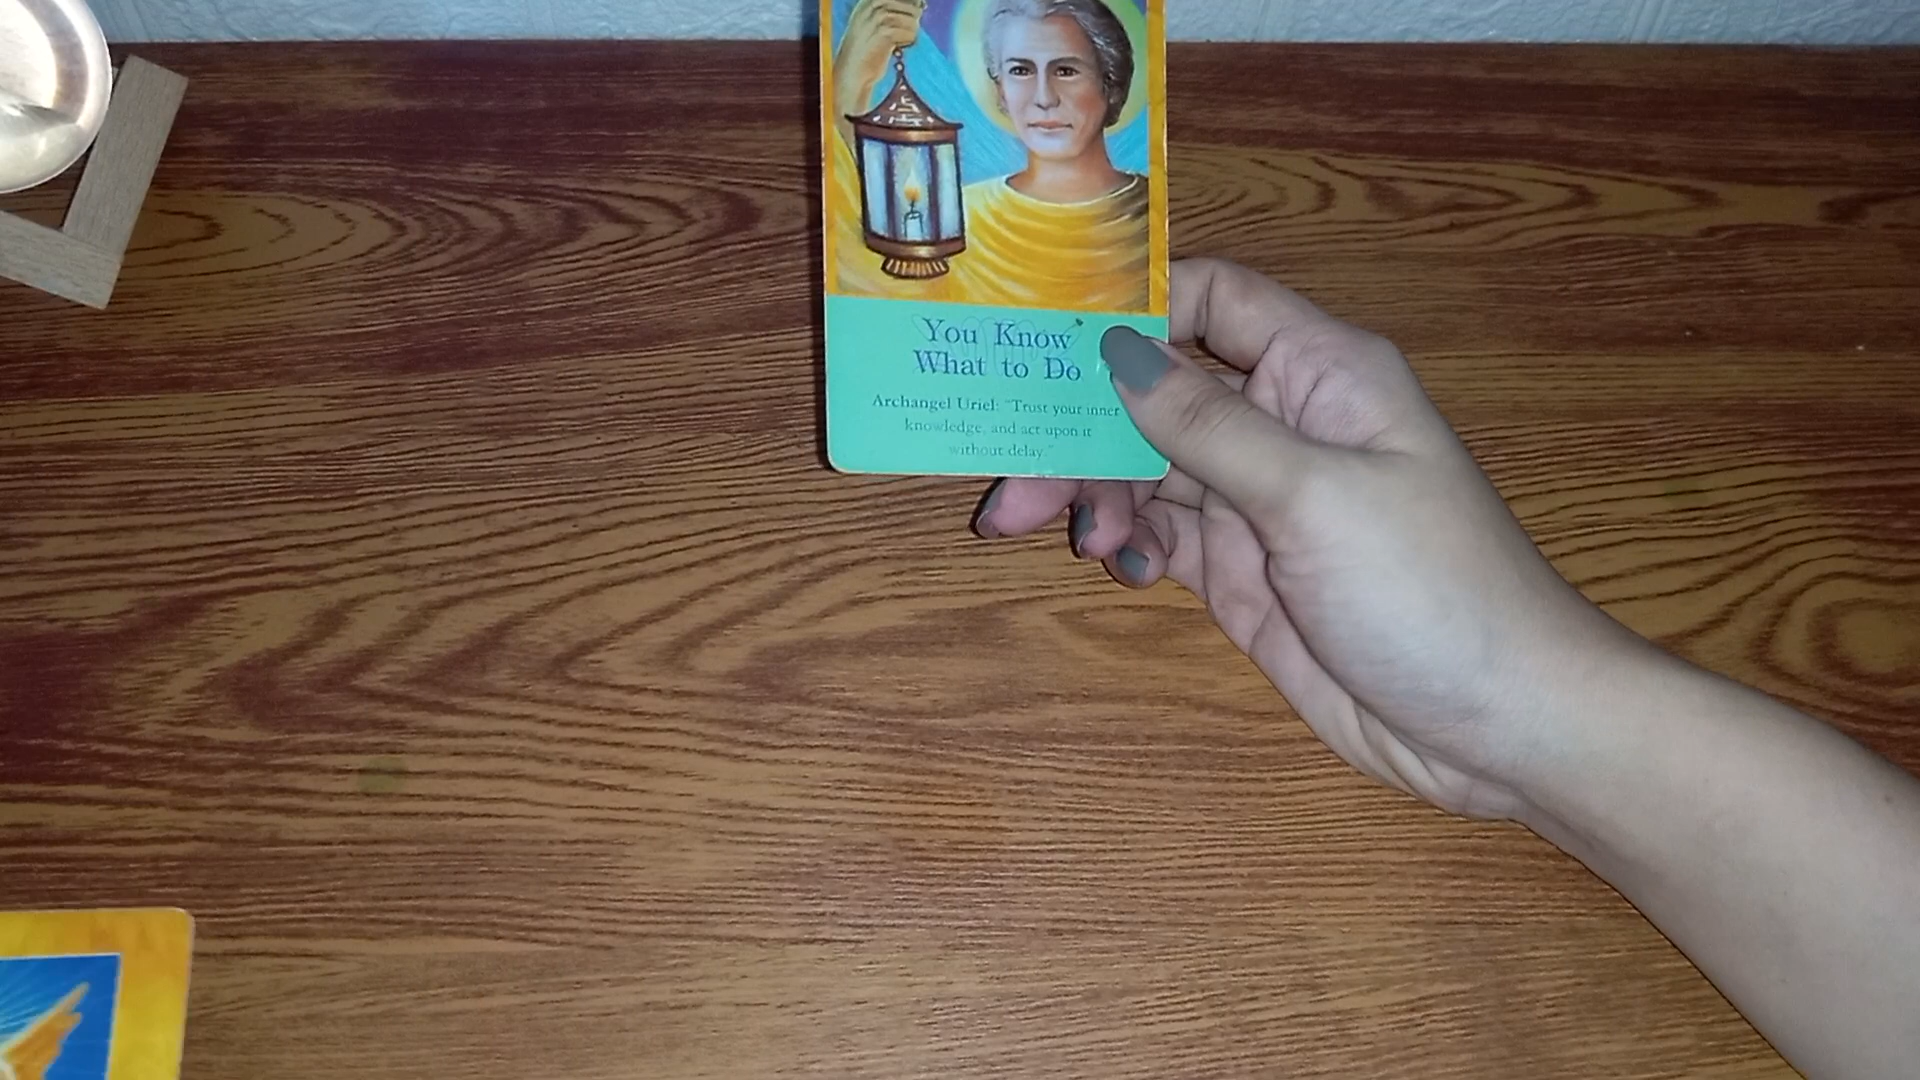 You Know
What to Do
Archangel Uriel: "Trust your inner
knowledge, and act upon it
without delay."